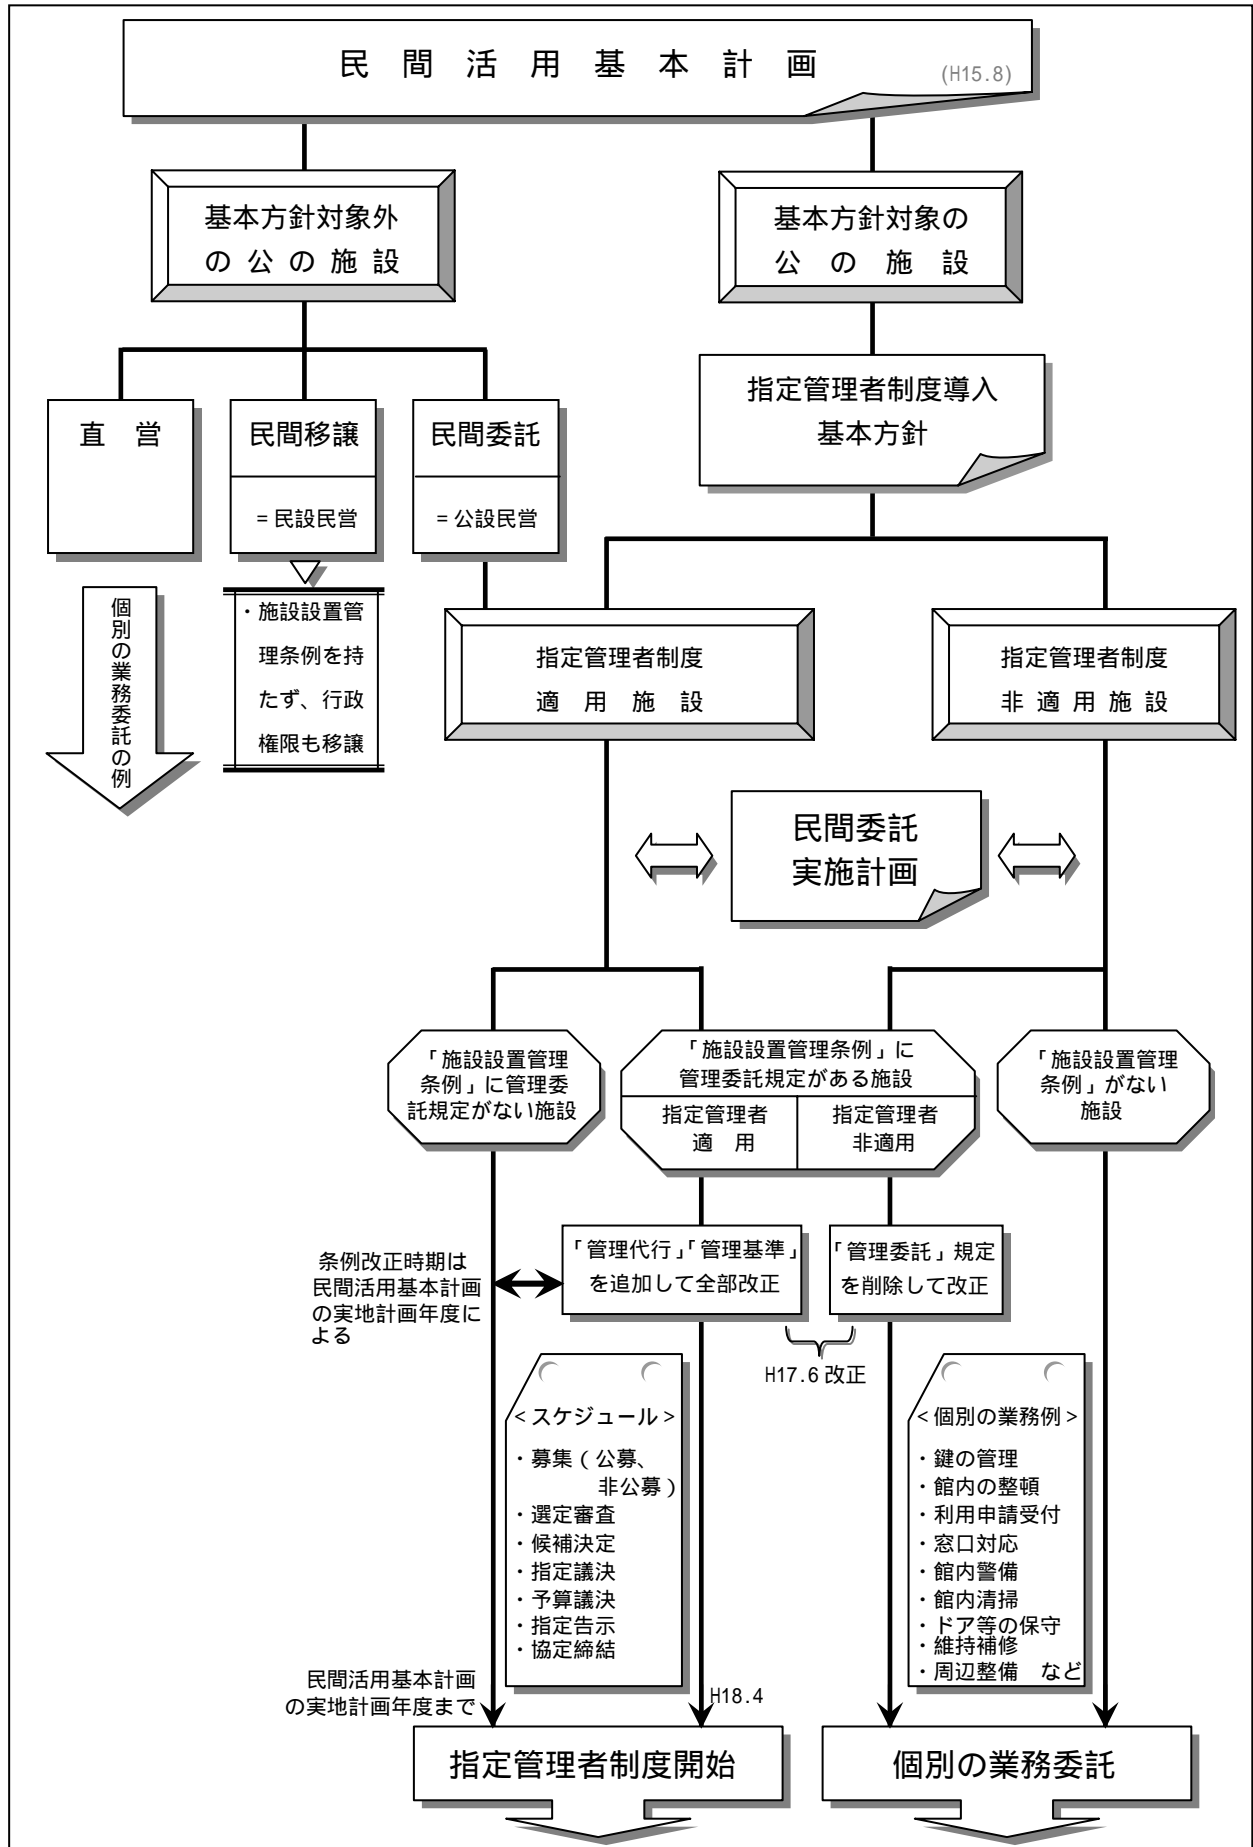 民間活用基本計画 (H15.8)
基本方針対象外
の公の施設
基本方針対象の
公の施設
指定管理者制度導入
基本方針
直営
民間移譲
=民設民営
民間委託
=公設民営
個別の業務委託の例
・施設設置管
理条例を持
たず、行政
権限も移譲
指定管理者制度
適用施設
指定管理者制度
非適用施設
民間委託
実施計画
「施設設置管理
条例」に管理委
託規定がない施設
「施設設置管理条例」に
管理委託規定がある施設
指定管理者
適用
指定管理者
非適用
「施設設置管理
条例」がない
施設
条例改正時期は
民間活用基本計画
の実地計画年度に
よる
「管理代行」「管理基準」
を追加して全部改正
「管理委託」規定
を削除して改正
H17.6改正
<スケジュール>
・募集(公募、
非公募)
・選定審査
・候補決定
・指定議決
・予算議決
・指定告示
・協定締結
<個別の業務例>
・鍵の管理
・館内の整頓
・利用申請受付
・窓口対応
・館内警備
・館内清掃
・ドア等の保守
・維持補修
・周辺整備 など
民間活用基本計画
の実地計画年度まで
H18.4
指定管理者制度開始
個別の業務委託